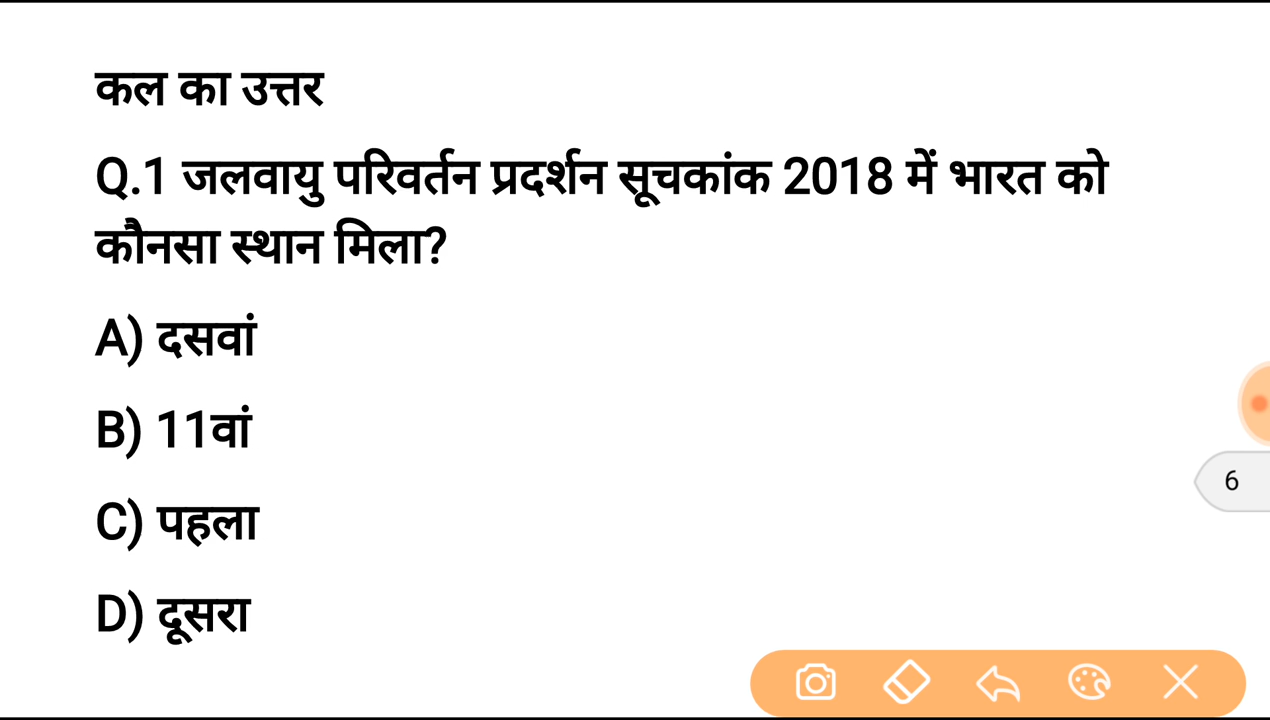 कल का उत्तर
Q.1 जलवायु परिवर्तन प्रदर्शन सूचकांक 2018 में भारत को
कौनसा स्थान मिला?
A) दसवां
B) 11वां
C) पहला
D) दूसरा
6